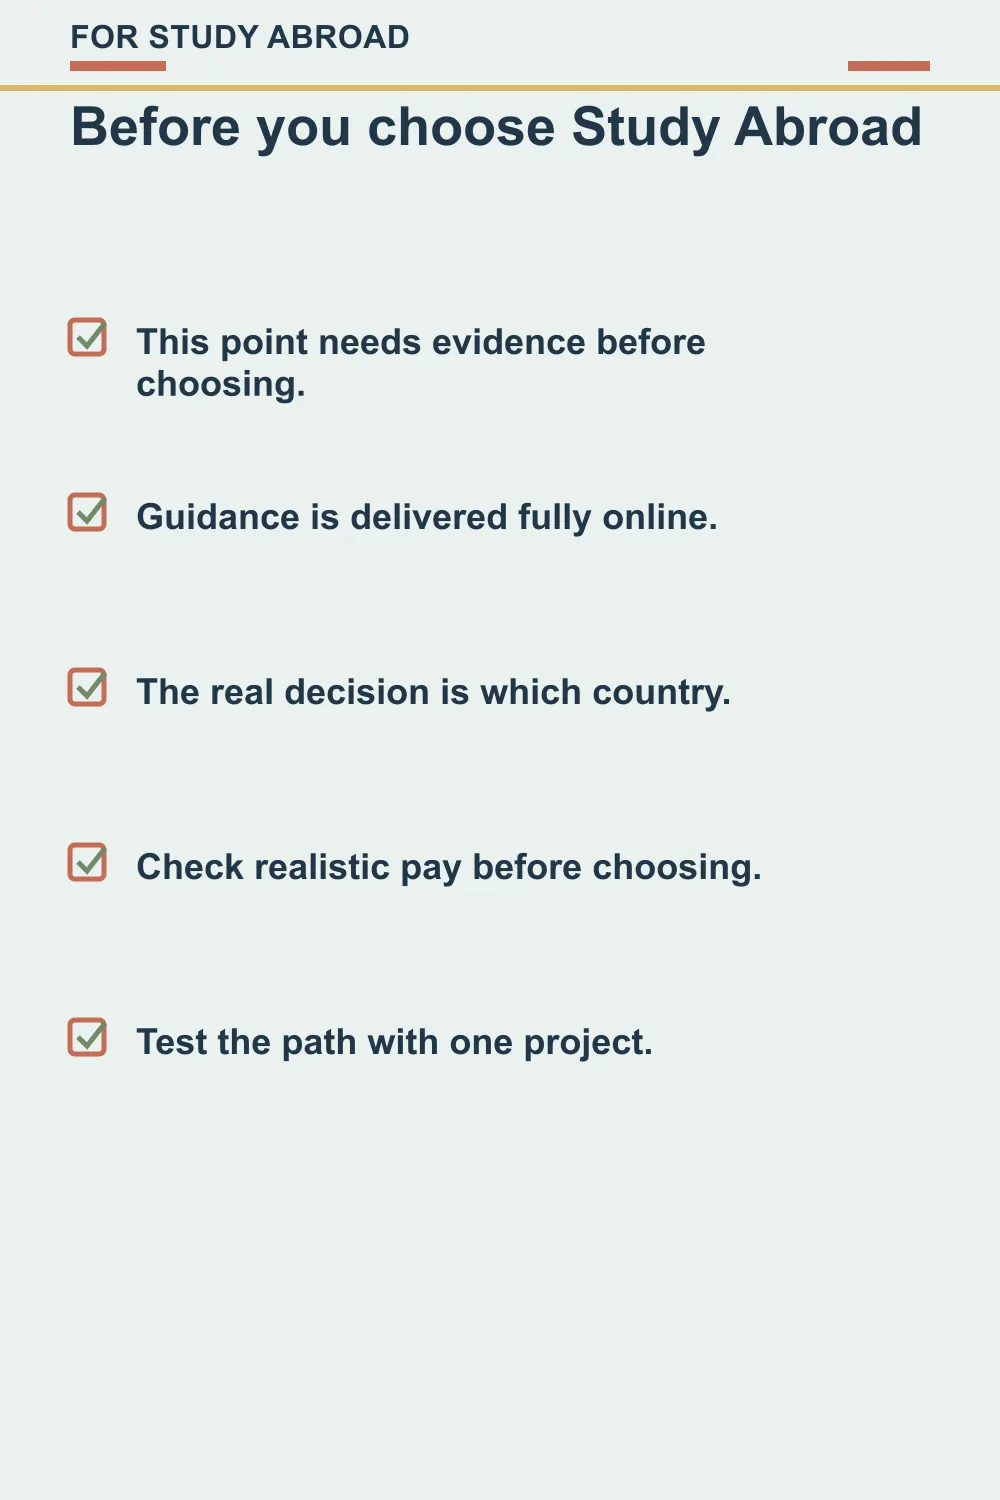 FOR STUDY ABROAD
Before you choose Study Abroad
This point needs evidence before
choosing.
Guidance is delivered fully online.
The real decision is which country.
Check realistic pay before choosing.
Test the path with one project.